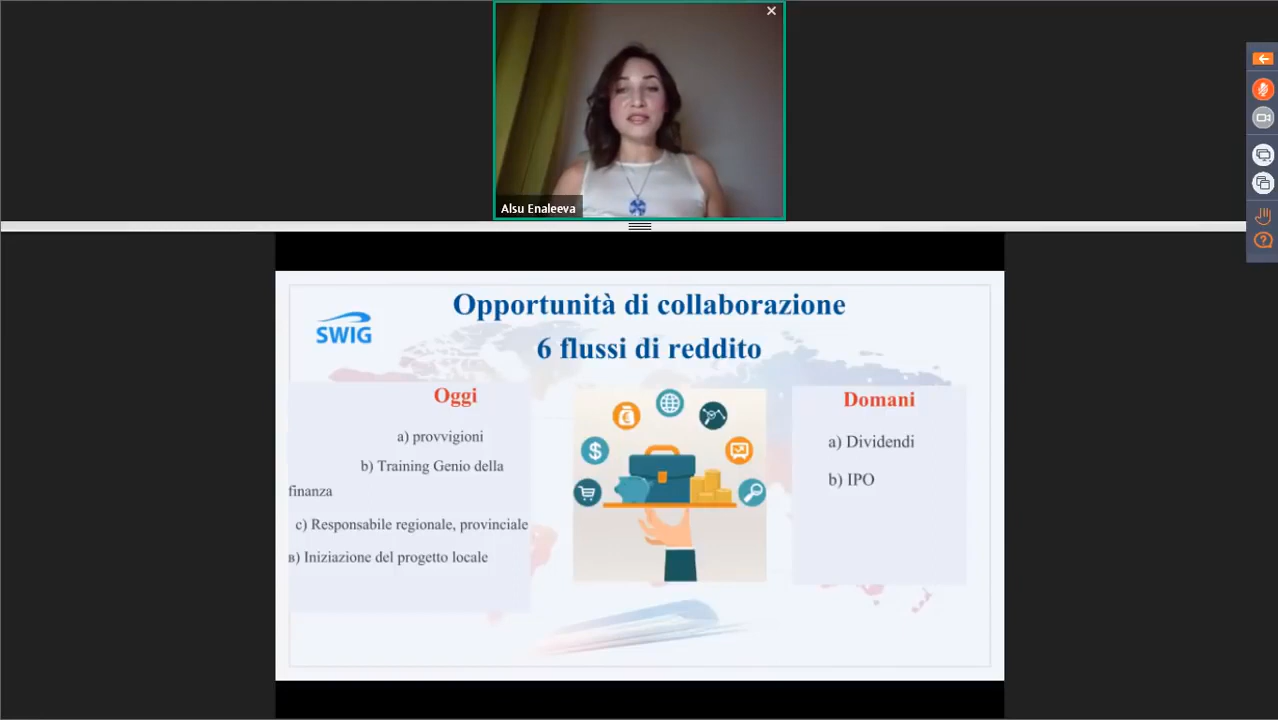 Alsu Enaleeva
Opportunità di collaborazione
6 flussi di reddito
SWIG
Oggi
a) provvigioni
b) Training Genio della
finanza
c) Responsabile regionale, provinciale
в) Iniziazione del progetto locale
Domani
a) Dividendi
b) IPO